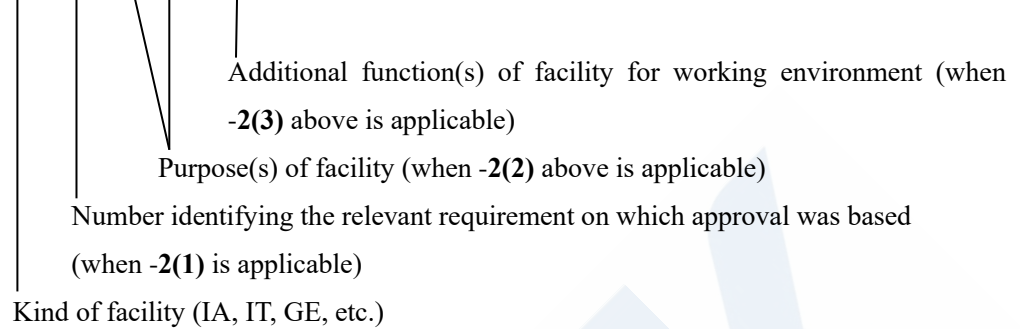 Additional function(s) of facility for working environment (when
-2(3) above is applicable)
Purpose(s) of facility (when -2(2) above is applicable)
Number identifying the relevant requirement on which approval was based
(when -2(1) is applicable)
Kind of facility (IA, IT, GE, etc.)